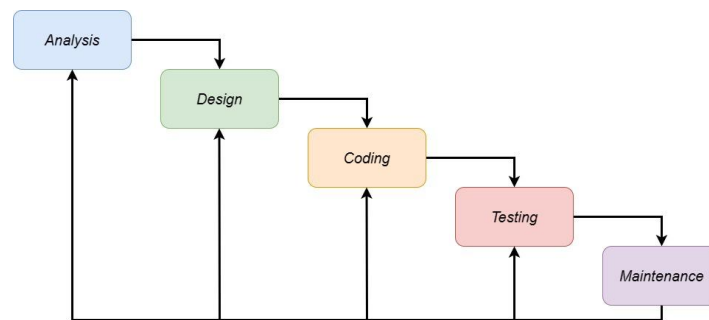 Analysis
Design
Coding
Testing
Maintenance